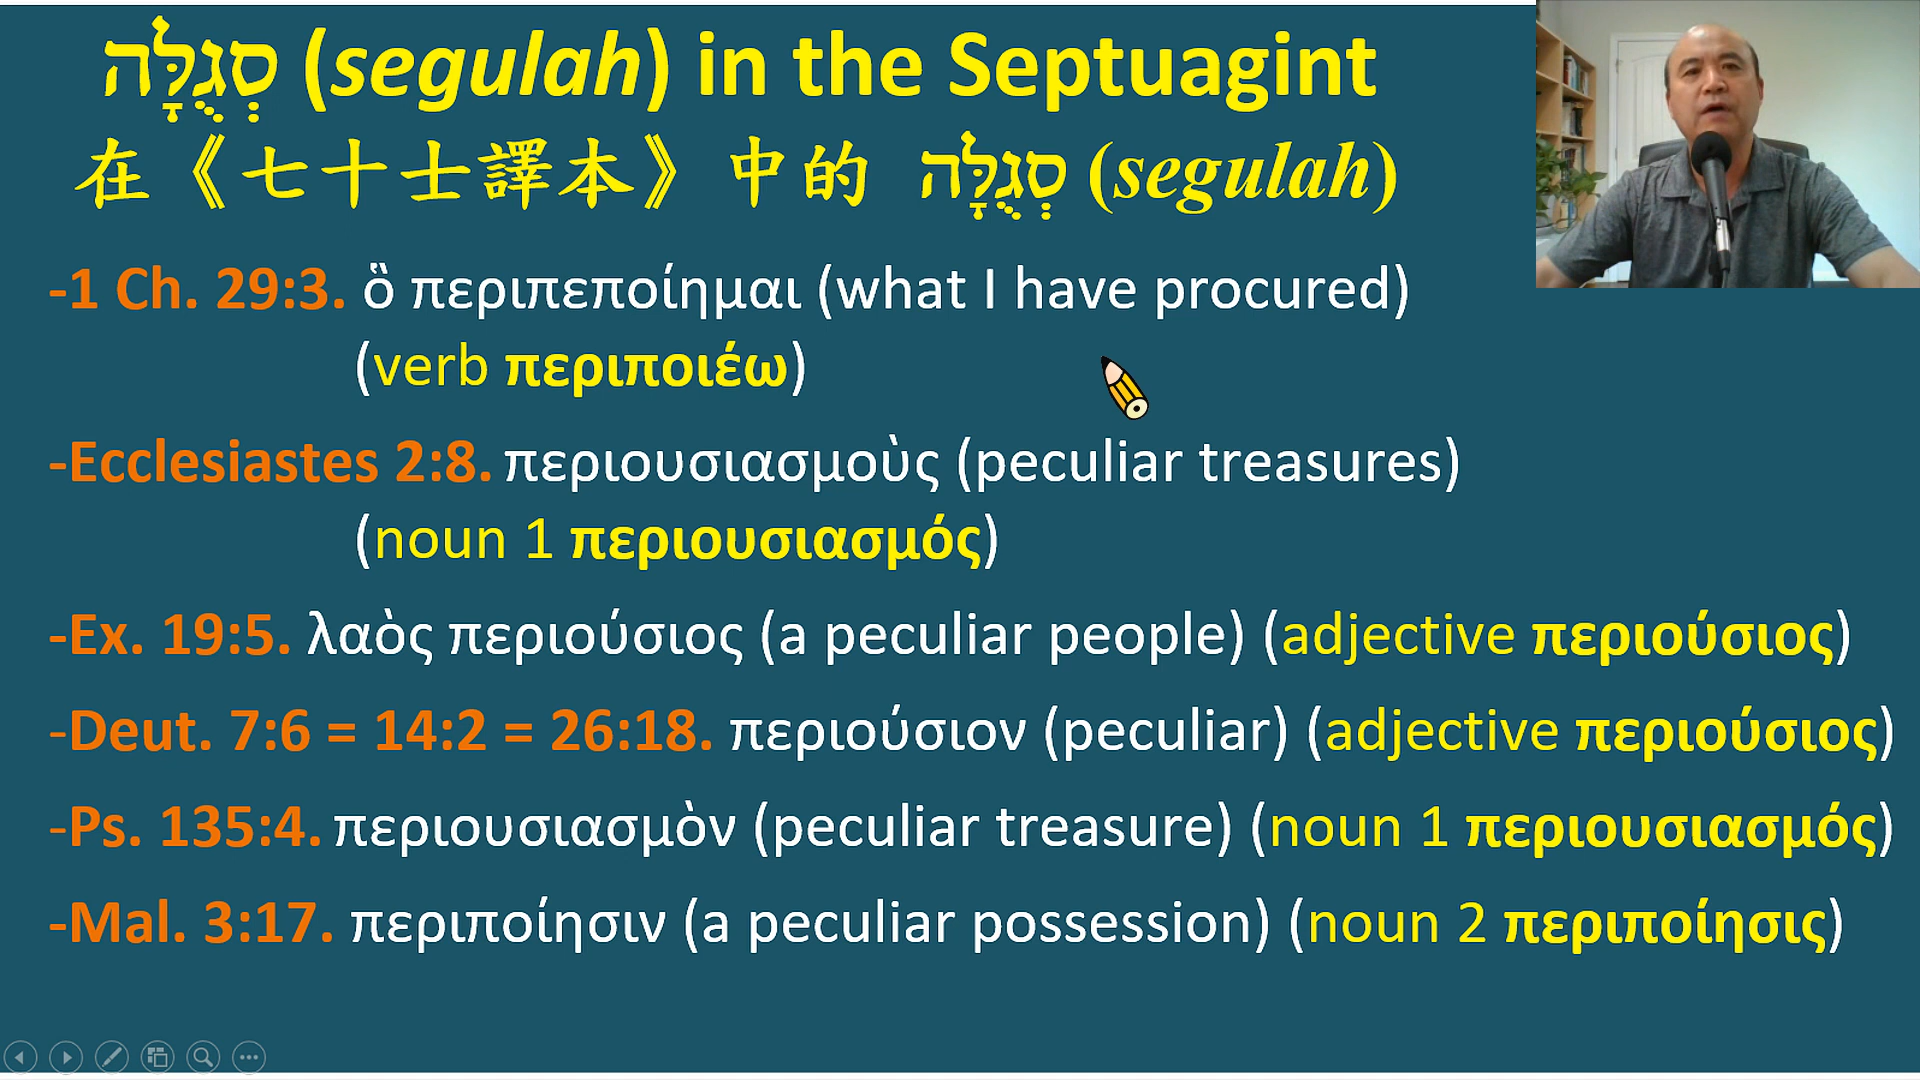 סְגֻלָּה (segulah) in the Septuagint
在《七十士譯本》中的 סְגֻלָּה (segulah)
-1 Ch. 29:3. ὃ περιπεποίημαι (what I have procured)
(verb περιποιέω)
-Ecclesiastes 2:8. περιουσιασμοὺς (peculiar treasures)
(noun 1 περιουσιασμός)
-Ex. 19:5. λαὸς περιούσιος (a peculiar people) (adjective περιούσιος)
-Deut. 7:6 = 14:2 = 26:18. περιούσιον (peculiar) (adjective περιούσιος)
-Ps. 135:4. περιουσιασμὸν (peculiar treasure) (noun 1 περιουσιασμός)
-Mal. 3:17. περιποίησιν (a peculiar possession) (noun 2 περιποίησις)